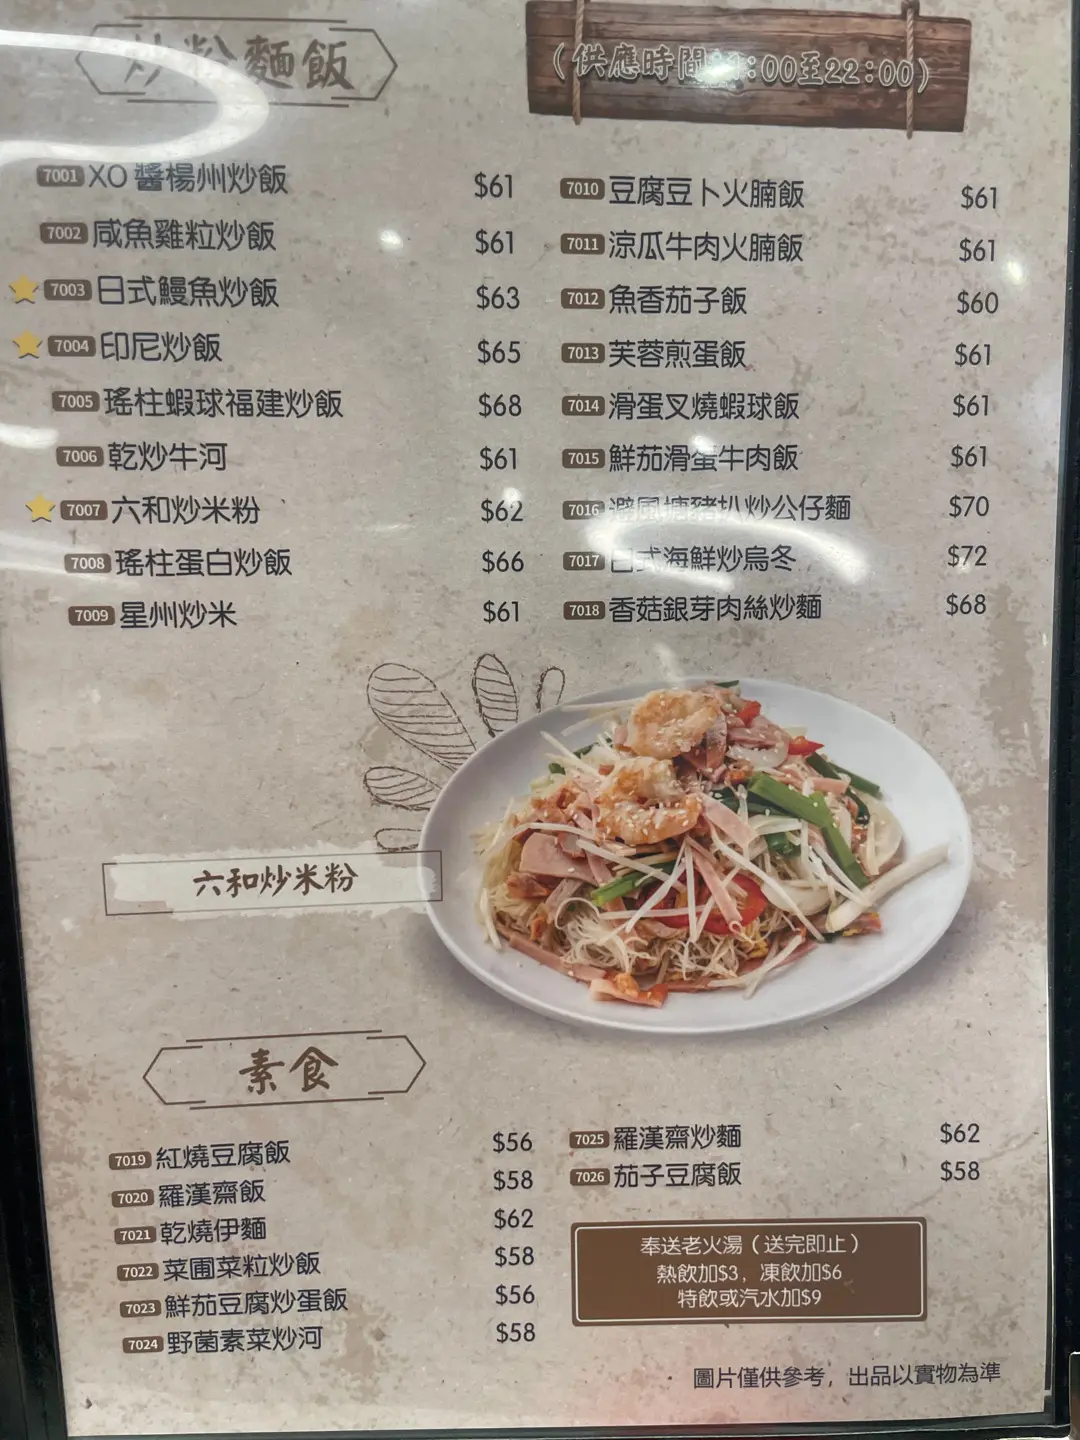 炒粉麵飯
（供應時間:00至22:00）
7001 XO 醬楊州炒飯 $61
7002 咸魚雞粒炒飯 $61
7003 日式鰻魚炒飯 $63
7004 印尼炒飯 $65
7005 瑤柱蝦球福建炒飯 $68
7006 乾炒牛河 $61
7007 六和炒米粉 $62
7008 瑤柱蛋白炒飯 $66
7009 星州炒米 $61
7010 豆腐豆卜火腩飯 $61
7011 涼瓜牛肉火腩飯 $61
7012 魚香茄子飯 $60
7013 芙蓉煎蛋飯 $61
7014 滑蛋叉燒蝦球飯 $61
7015 鮮茄滑蛋牛肉飯 $61
7016 避風塘豬扒炒公仔麵 $70
7017 日式海鮮炒烏冬 $72
7018 香菇銀芽肉絲炒麵 $68
六和炒米粉
素食
7019 紅燒豆腐飯 $56
7020 羅漢齋飯 $58
7021 乾燒伊麵 $62
7022 菜圃菜粒炒飯 $58
7023 鮮茄豆腐炒蛋飯 $56
7024 野菌素菜炒河 $58
7025 羅漢齋炒麵 $62
7026 茄子豆腐飯 $58
奉送老火湯（送完即止）
熱飲加$3，凍飲加$6
特飲或汽水加$9
圖片僅供參考，出品以實物為準